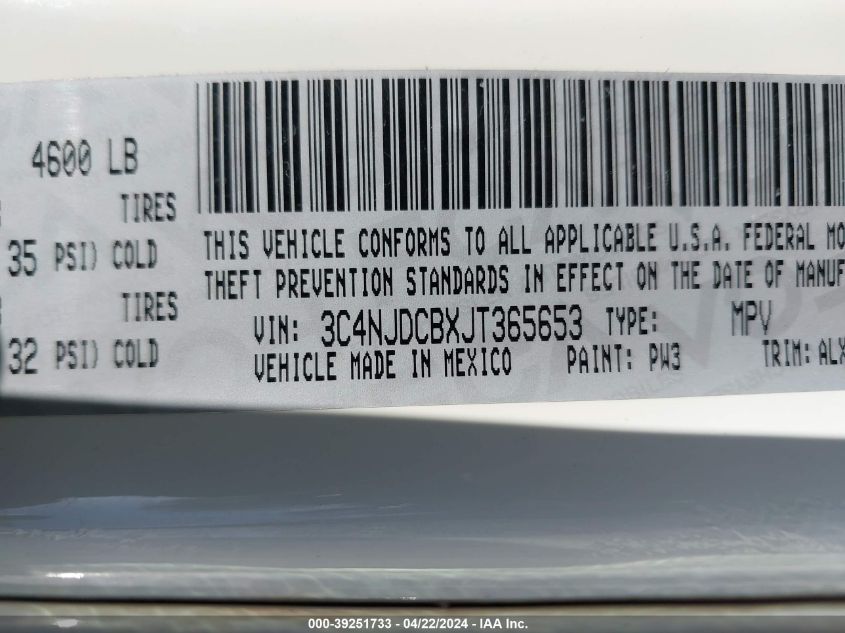 4600 LB
: TIRES
35 PSI) COLD
: TIRES
32 PSI) COLD
THIS VEHICLE CONFORMS TO ALL APPLICABLE U.S.A. FEDERAL MO
THEFT PREVENTION STANDARDS IN EFFECT ON THE DATE OF MANUF
VIN: 3C4NJDCBXJT365653 TYPE: MPV
VEHICLE MADE IN MEXICO PAINT: PW3 TRIM: ALX
000-39251733 - 04/22/2024 - IAA Inc.